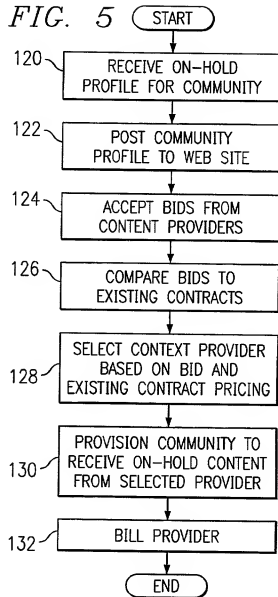 FIG. 5
START
120
RECEIVE ON-HOLD
PROFILE FOR COMMUNITY
122
POST COMMUNITY
PROFILE TO WEB SITE
124
ACCEPT BIDS FROM
CONTENT PROVIDERS
126
COMPARE BIDS TO
EXISTING CONTRACTS
128
SELECT CONTEXT PROVIDER
BASED ON BID AND
EXISTING CONTRACT PRICING
130
PROVISION COMMUNITY TO
RECEIVE ON-HOLD CONTENT
FROM SELECTED PROVIDER
132
BILL PROVIDER
END